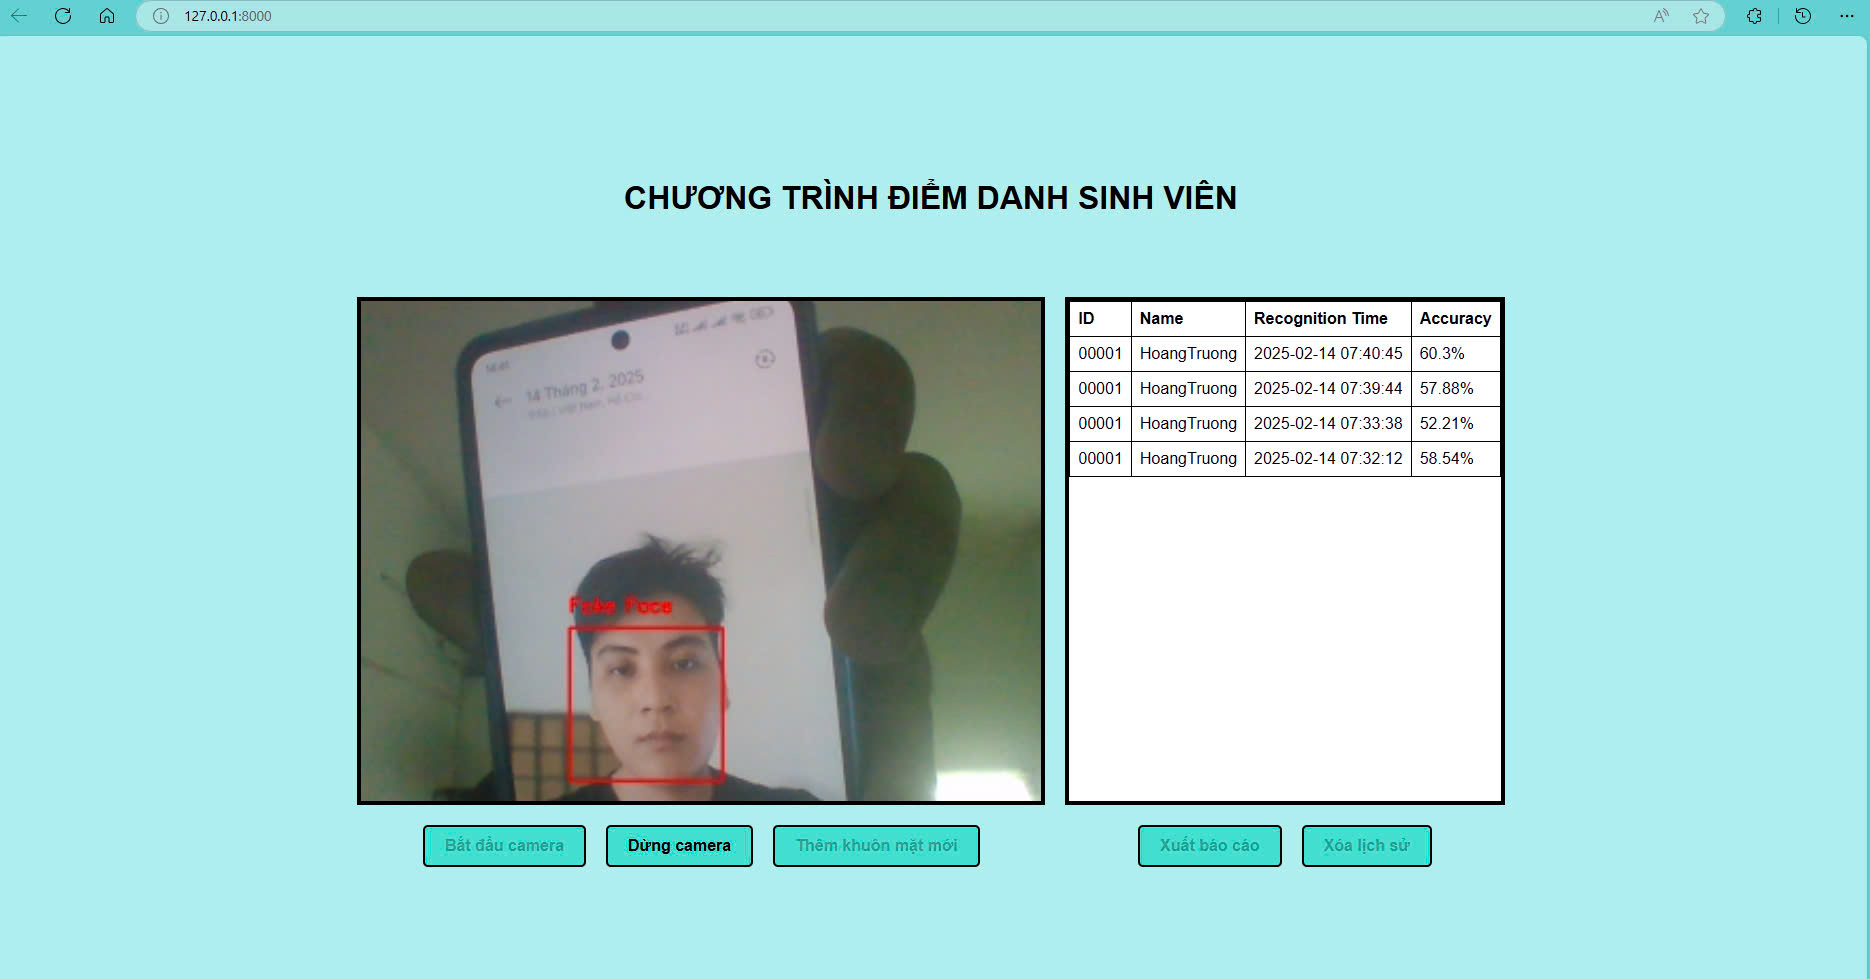 127.0.0.1:8000
CHƯƠNG TRÌNH ĐIỂM DANH SINH VIÊN
14 Tháng 2, 2025
Fake Face
ID Name Recognition Time Accuracy
00001 HoangTruong 2025-02-14 07:40:45 60.3%
00001 HoangTruong 2025-02-14 07:39:44 57.88%
00001 HoangTruong 2025-02-14 07:33:38 52.21%
00001 HoangTruong 2025-02-14 07:32:12 58.54%
Bắt đầu camera Dừng camera Thêm khuôn mặt mới Xuất báo cáo Xóa lịch sử